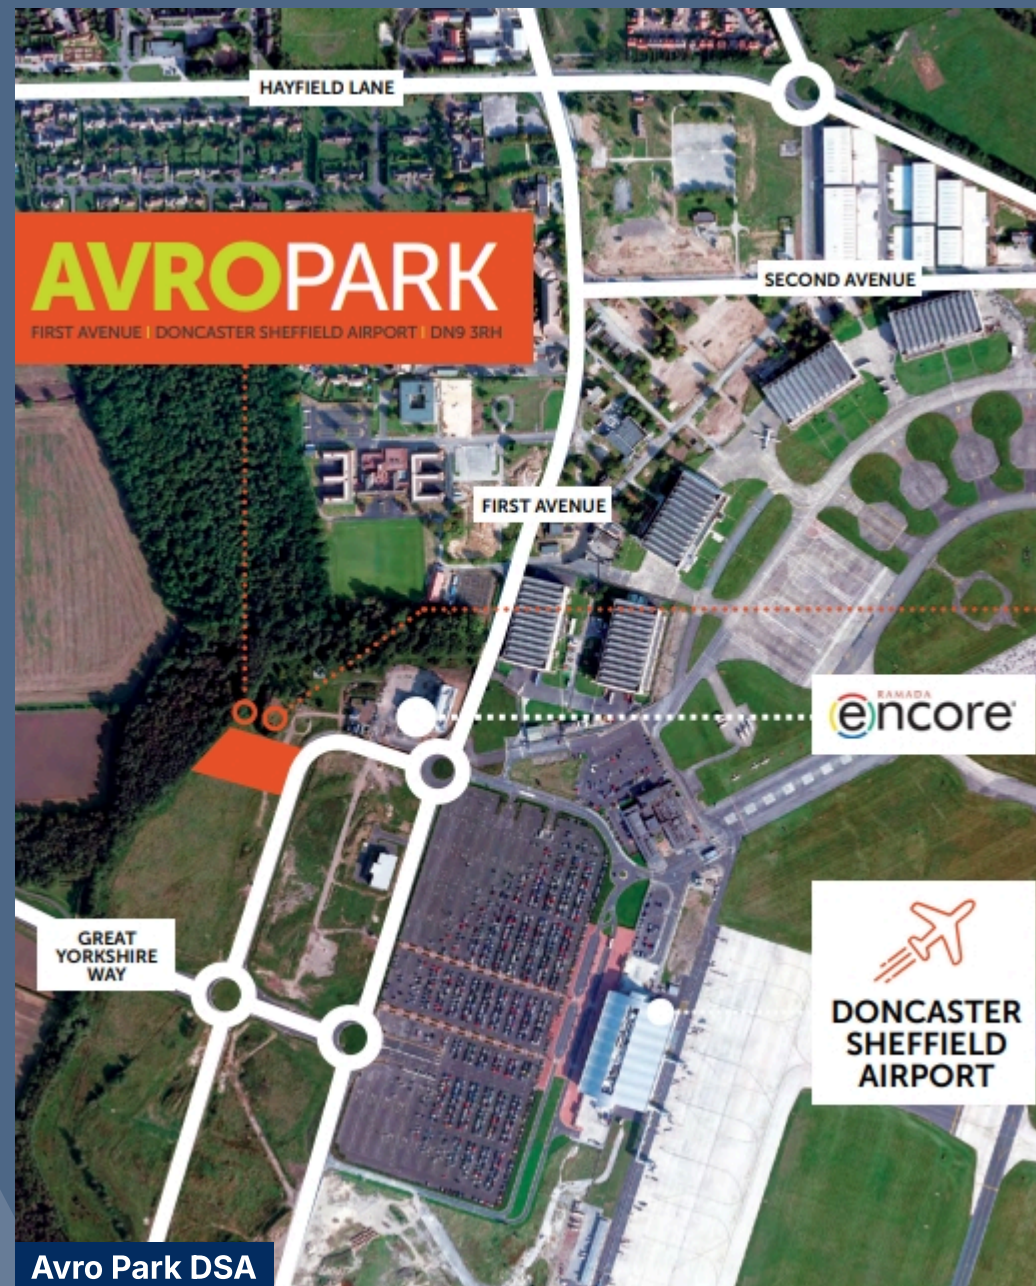 HAYFIELD LANE
AVROPARK
FIRST AVENUE | DONCASTER SHEFFIELD AIRPORT | DN9 3RH
SECOND AVENUE
FIRST AVENUE
RAMADA
encore
GREAT
YORKSHIRE
WAY
DONCASTER
SHEFFIELD
AIRPORT
Avro Park DSA